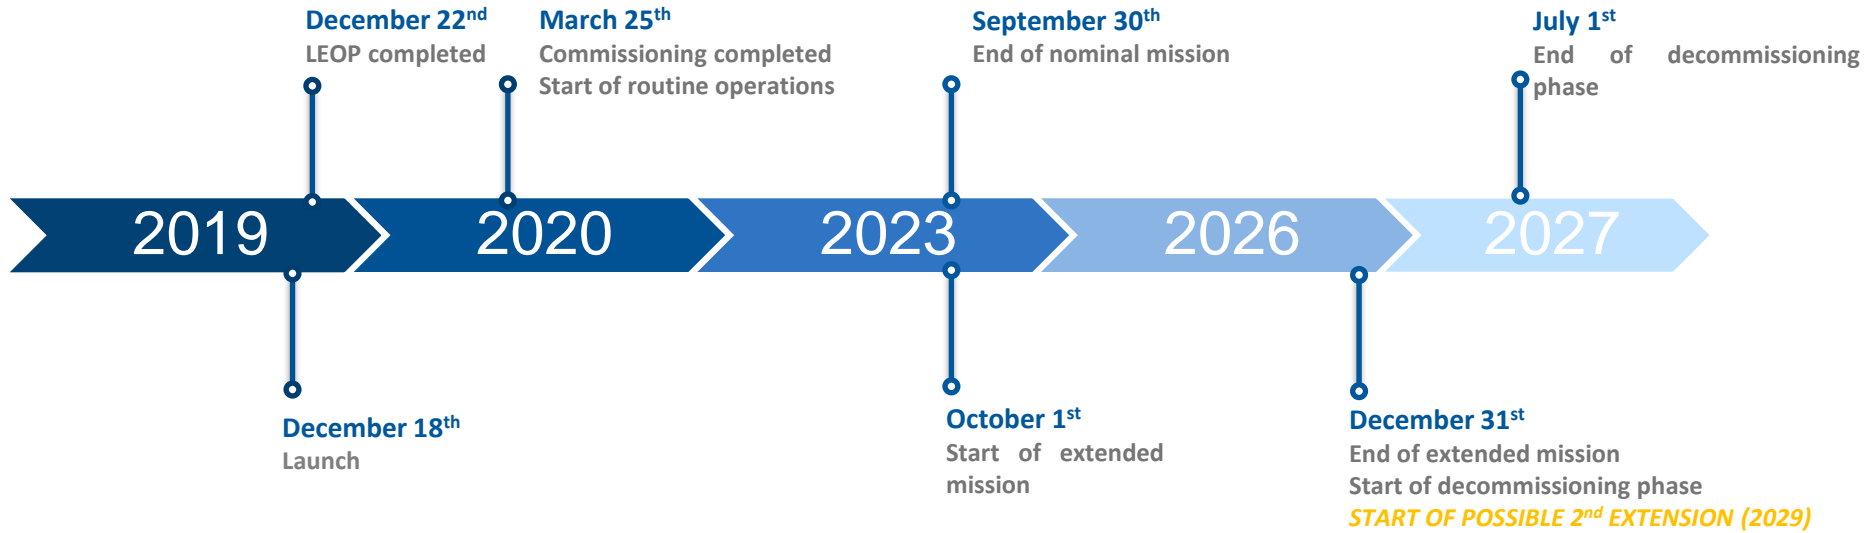 December 22nd
LEOP completed
March 25th
Commissioning completed
Start of routine operations
September 30th
End of nominal mission
July 1st
End of decommissioning
phase
2019
2020
2023
2026
2027
December 18th
Launch
October 1st
Start of extended
mission
December 31st
End of extended mission
Start of decommissioning phase
START OF POSSIBLE 2nd EXTENSION (2029)